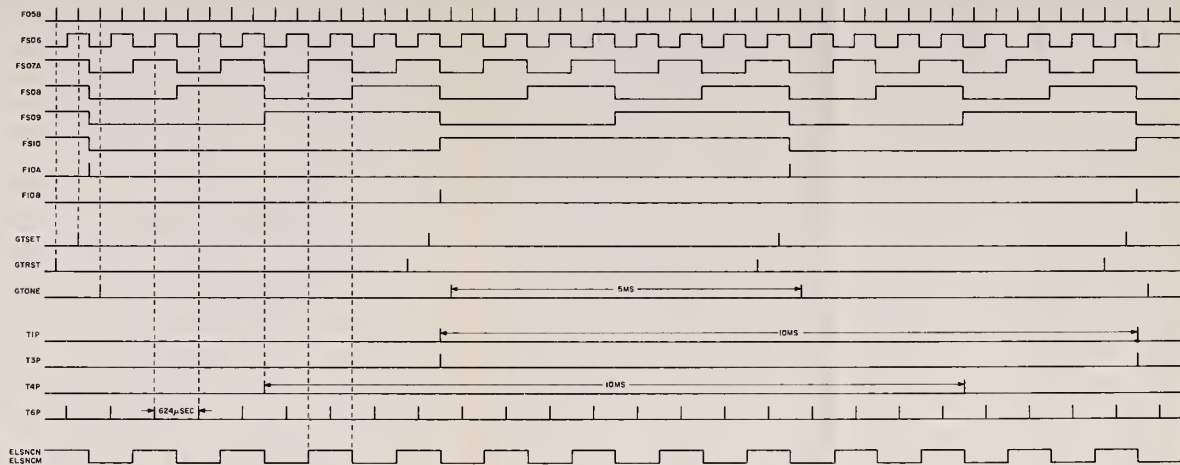 F05B
FS06
FS07A
FS08
FS09
FS10
F10A
F10B
GTSET
GTRST
GTONE
5MS
T1P
10MS
T3P
T4P
10MS
T6P
624μSEC
ELSNCN
ELSNCM